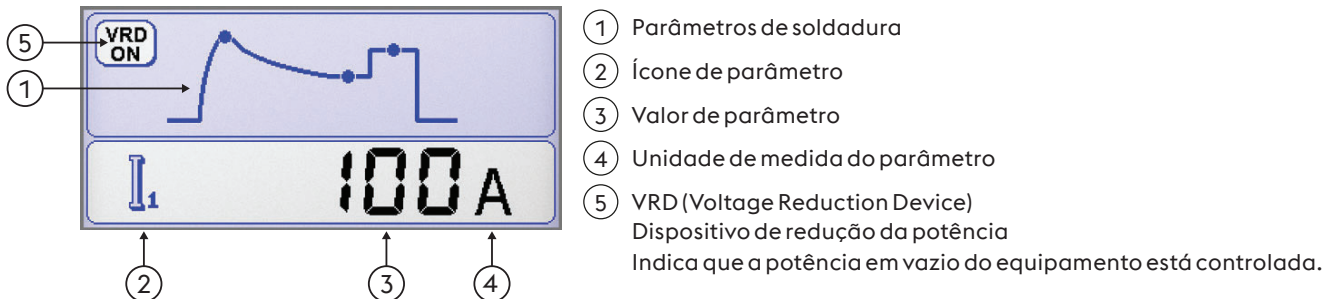 VRD
ON
5
1
I1
100 A
2
3
4
1 Parâmetros de soldadura
2 Ícone de parâmetro
3 Valor de parâmetro
4 Unidade de medida do parâmetro
5 VRD (Voltage Reduction Device)
Dispositivo de redução da potência
Indica que a potência em vazio do equipamento está controlada.